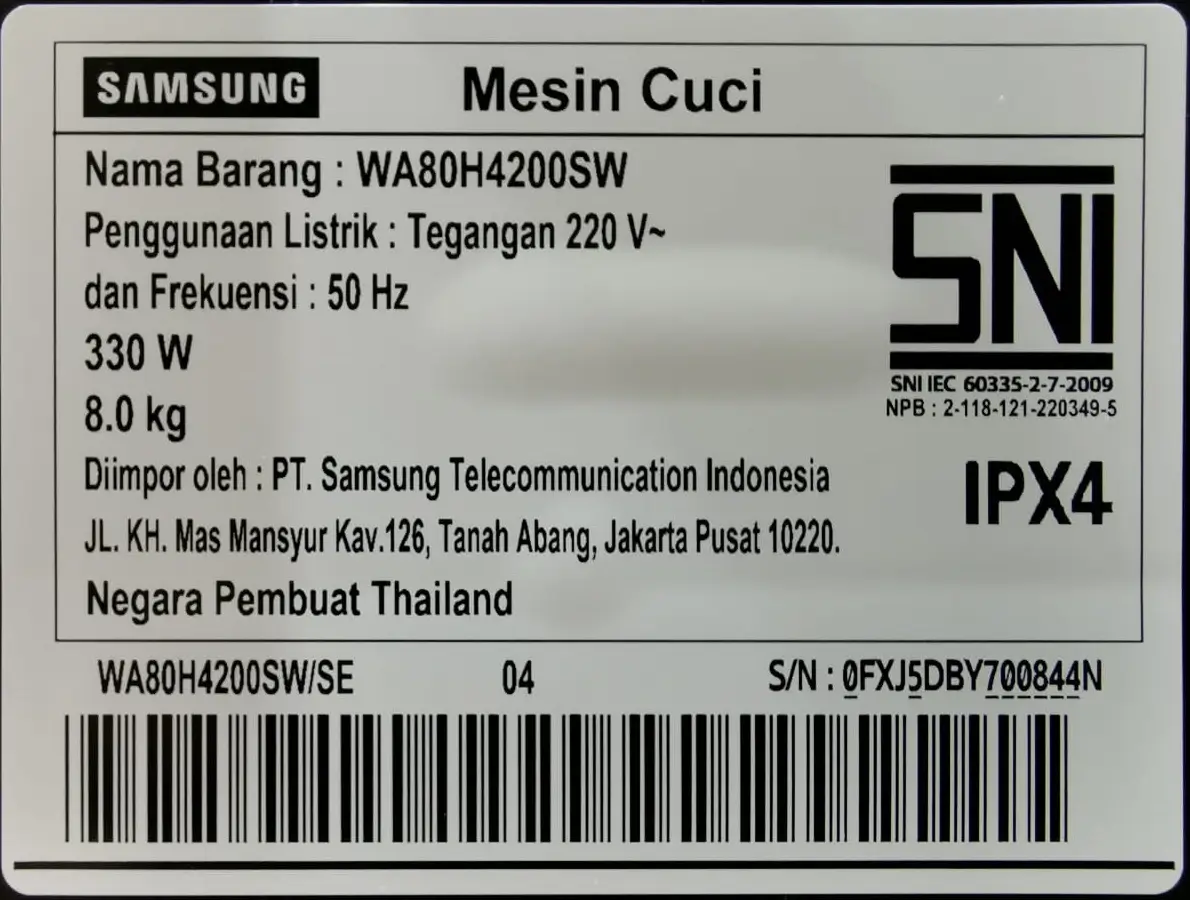 SAMSUNG Mesin Cuci
Nama Barang : WA80H4200SW
Penggunaan Listrik : Tegangan 220 V~
dan Frekuensi : 50 Hz
330 W
8.0 kg
Diimpor oleh : PT. Samsung Telecommunication Indonesia
JL. KH. Mas Mansyur Kav.126, Tanah Abang, Jakarta Pusat 10220.
Negara Pembuat Thailand
SNI
SNI IEC 60335-2-7-2009
NPB : 2-118-121-220349-5
IPX4
WA80H4200SW/SE 04 S/N : 0FXJ5DBY700844N